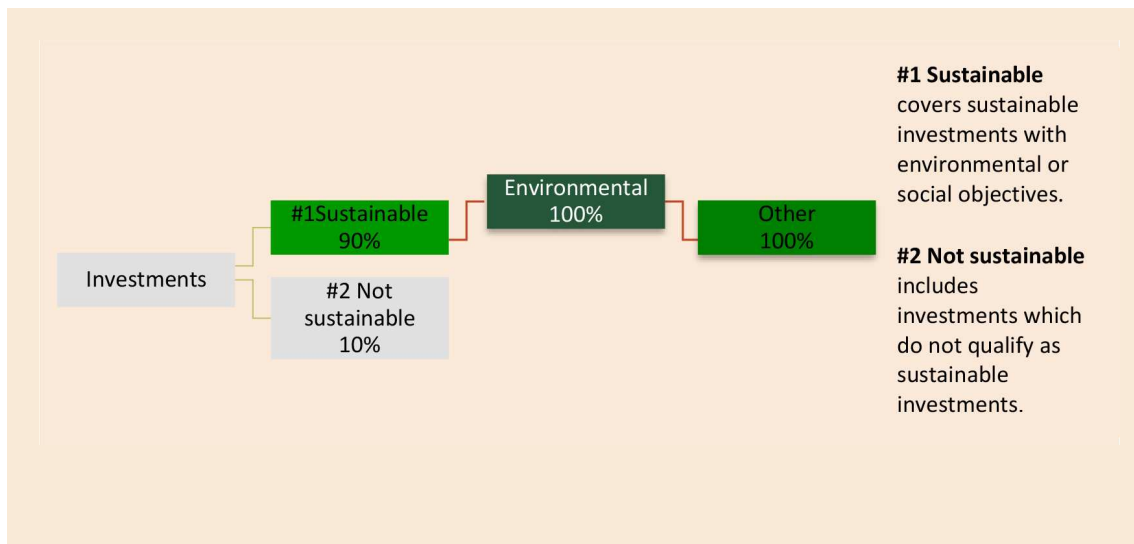 Investments
#1Sustainable
90%
#2 Not
sustainable
10%
Environmental
100%
Other
100%
#1 Sustainable
covers sustainable
investments with
environmental or
social objectives.
#2 Not sustainable
includes
investments which
do not qualify as
sustainable
investments.